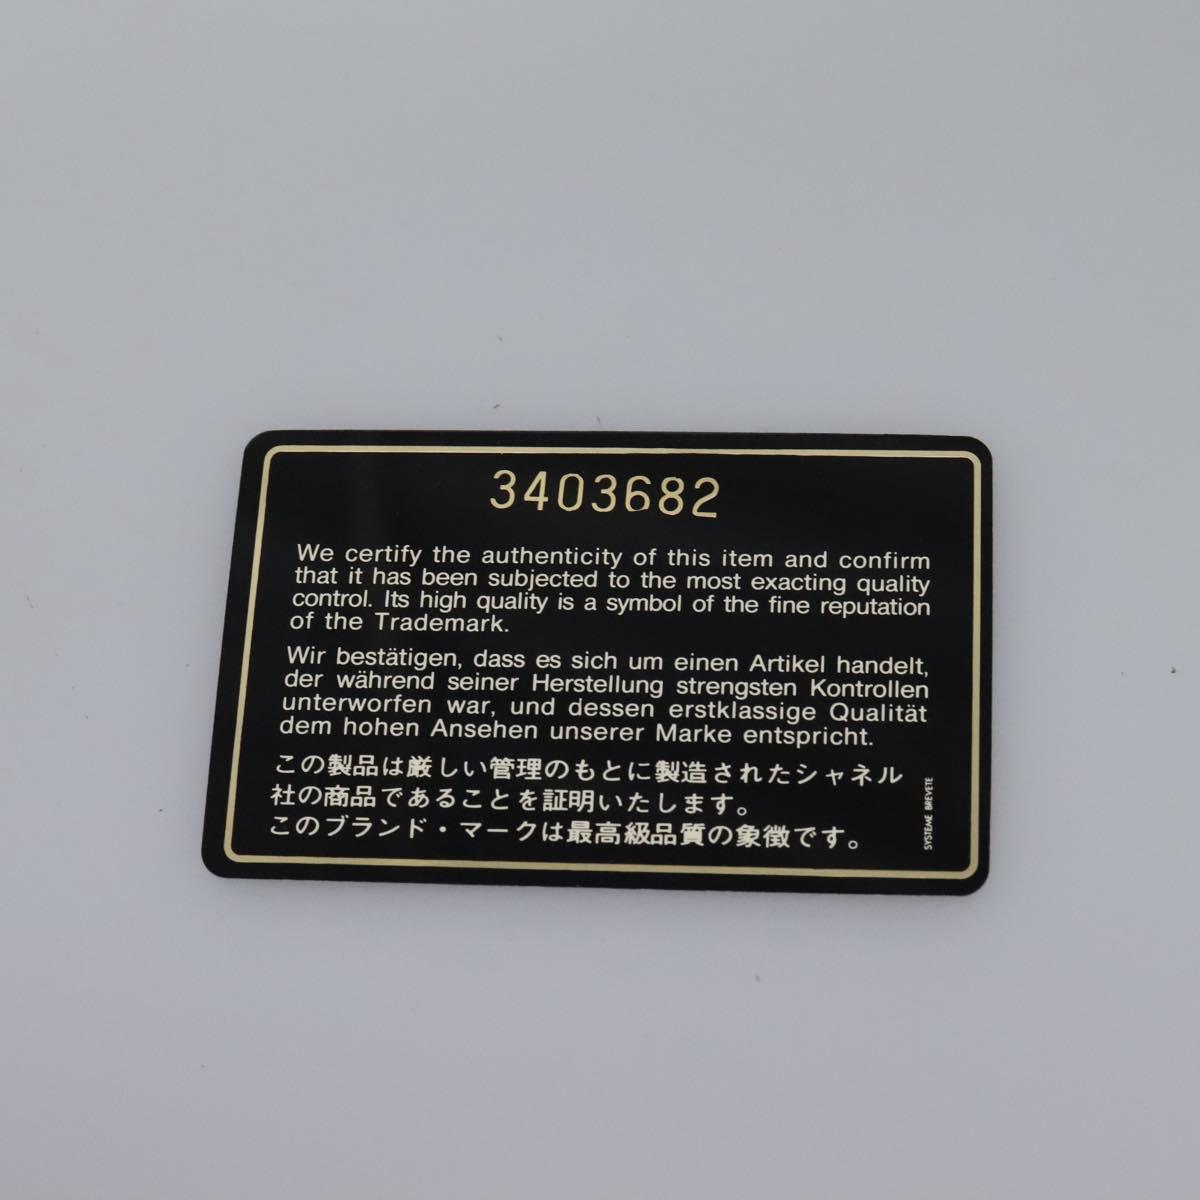 3403682
We certify the authenticity of this item and confirm
that it has been subjected to the most exacting quality
control. Its high quality is a symbol of the fine reputation
of the Trademark.
Wir bestätigen, dass es sich um einen Artikel handelt,
der während seiner Herstellung strengsten Kontrollen
unterworfen war, und dessen erstklassige Qualität
dem hohen Ansehen unserer Marke entspricht.
この製品は厳しい管理のもとに製造されたシャネル
社の商品であることを証明いたします。
このブランド・マークは最高級品質の象徴です。
SYSTEME BREVETE